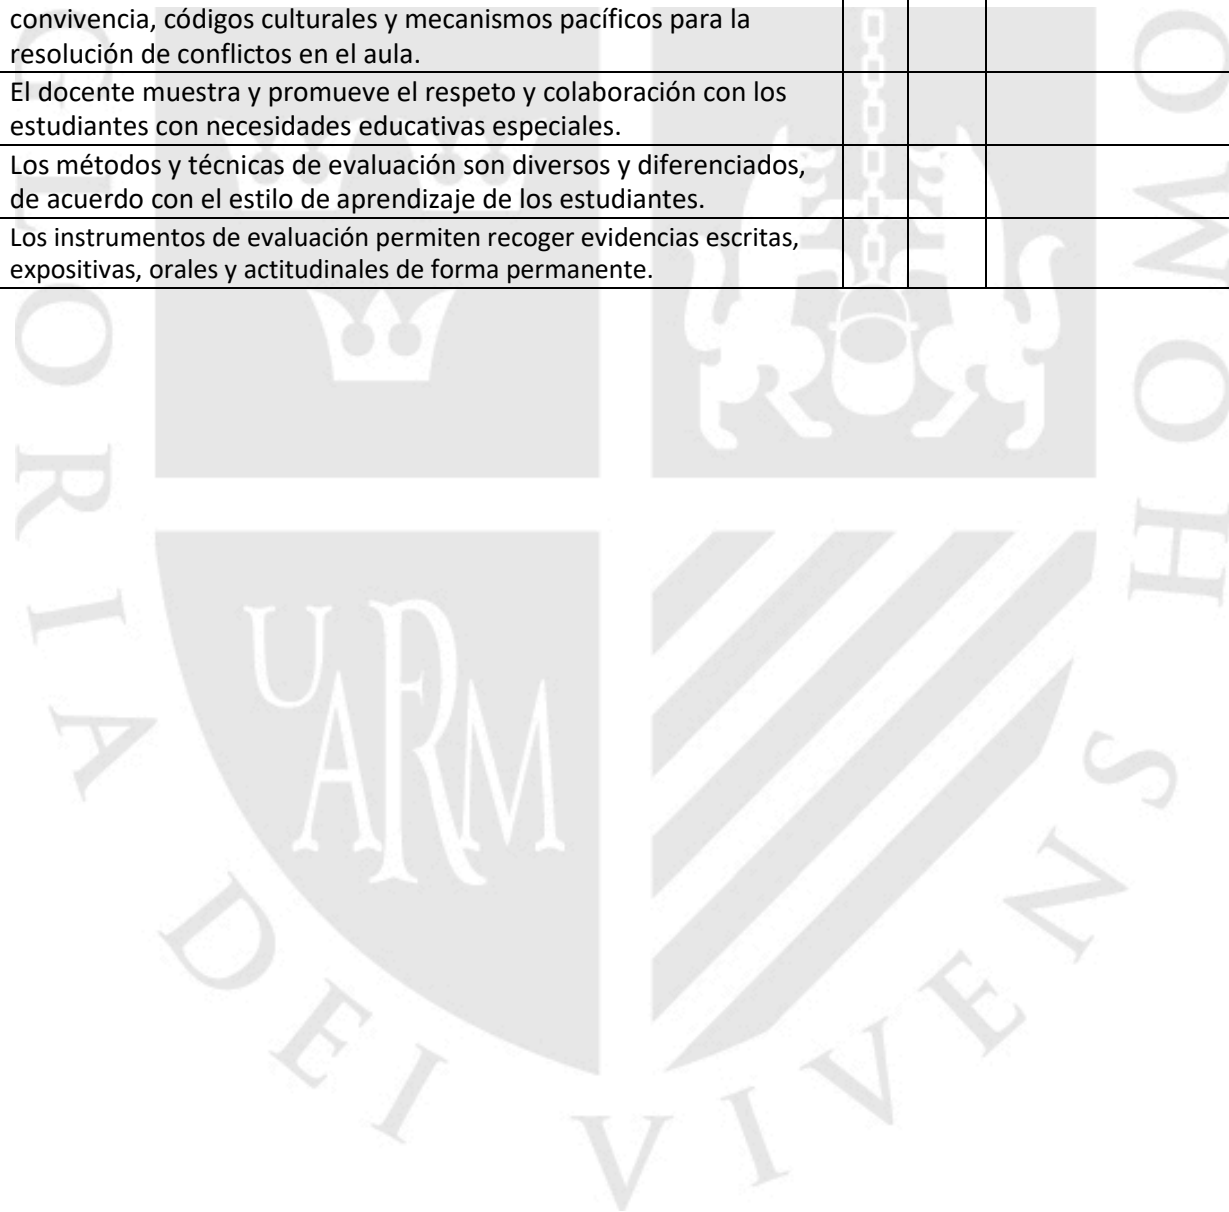 convivencia, códigos culturales y mecanismos pacíficos para la
resolución de conflictos en el aula.
El docente muestra y promueve el respeto y colaboración con los
estudiantes con necesidades educativas especiales.
Los métodos y técnicas de evaluación son diversos y diferenciados,
de acuerdo con el estilo de aprendizaje de los estudiantes.
Los instrumentos de evaluación permiten recoger evidencias escritas,
expositivas, orales y actitudinales de forma permanente.
GLORIA DEI VIVENS HOMO
UARM